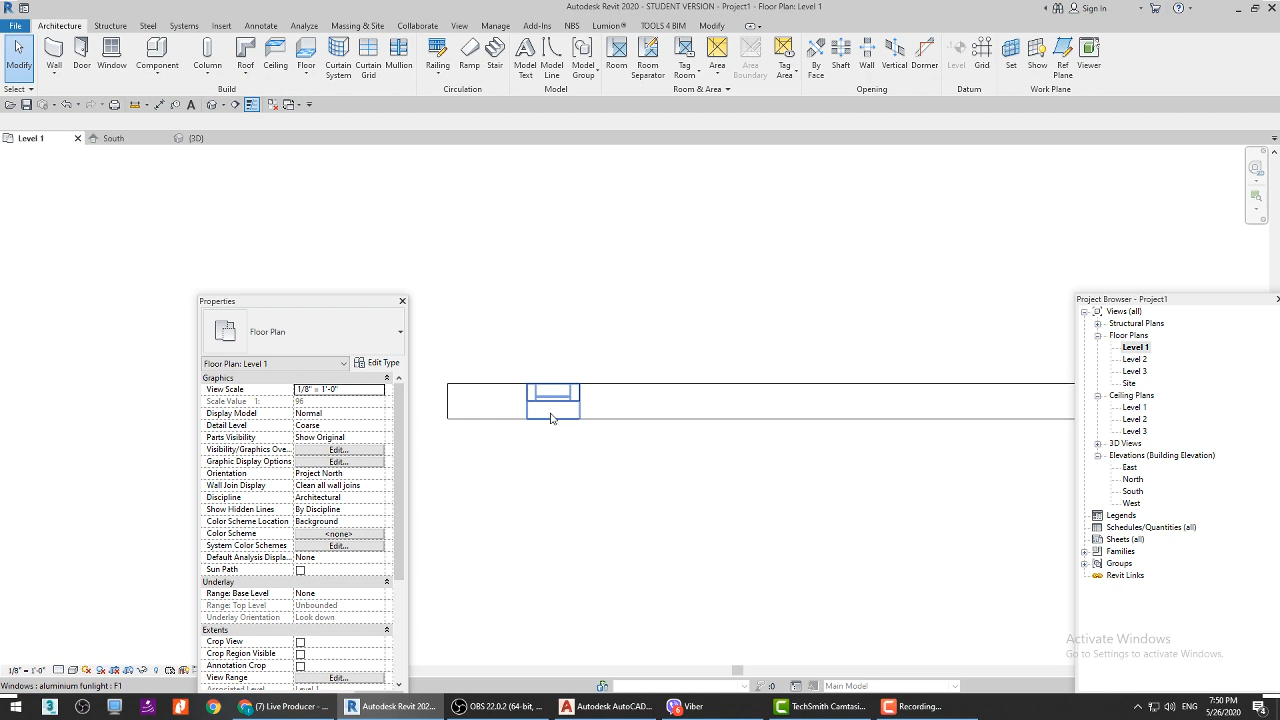 Autodesk Revit 2020 - STUDENT VERSION - Project1 - Floor Plan: Level 1
Sign In
File Architecture Structure Steel Systems Insert Annotate Analyze Massing & Site Collaborate View Manage Add-Ins NBS Lumion® TOOLS 4 BIM Modify
Modify Wall Door Window Component Column Roof Ceiling Floor Curtain System Curtain Grid Mullion Railing Ramp Stair Model Text Model Line Model Group Room Room Separator Tag Room Area Area Boundary Tag Area By Face Shaft Wall Vertical Dormer Level Grid Set Show Ref Plane Viewer
Select Build Circulation Model Room & Area Opening Datum Work Plane
Level 1 South {3D}
Properties
Floor Plan
Floor Plan: Level 1 Edit Type
Graphics
View Scale 1/8" = 1'-0"
Scale Value 1: 96
Display Model Normal
Detail Level Coarse
Parts Visibility Show Original
Visibility/Graphics Ove... Edit...
Graphic Display Options Edit...
Orientation Project North
Wall Join Display Clean all wall joins
Discipline Architectural
Show Hidden Lines By Discipline
Color Scheme Location Background
Color Scheme <none>
System Color Schemes Edit...
Default Analysis Displa... None
Sun Path
Underlay
Range: Base Level None
Range: Top Level Unbounded
Underlay Orientation Look down
Extents
Crop View
Crop Region Visible
Annotation Crop
View Range Edit...
Associated Level Level 1
Project Browser - Project1
Views (all)
Structural Plans
Floor Plans
Level 1
Level 2
Level 3
Site
Ceiling Plans
Level 1
Level 2
Level 3
3D Views
Elevations (Building Elevation)
East
North
South
West
Legends
Schedules/Quantities (all)
Sheets (all)
Families
Groups
Revit Links
Activate Windows
Go to Settings to activate Windows.
1/8" = 1'-0"
Windows : aluminium funlight : F1 :0 Main Model
(7) Live Producer - ... Autodesk Revit 202... OBS 22.0.2 (64-bit, ... Autodesk AutoCAD... Viber TechSmith Camtasi... Recording...
7:50 PM
5/26/2020